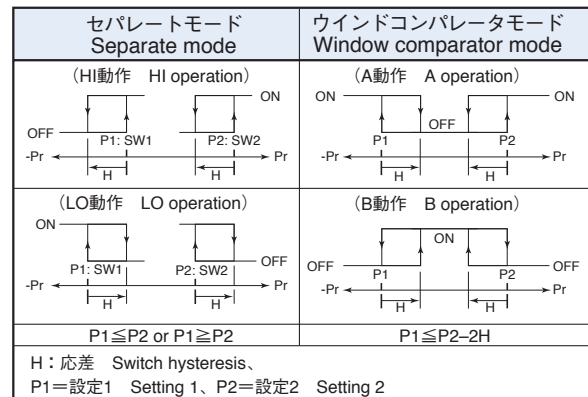 セパレートモード
Separate mode
ウインドコンパレータモード
Window comparator mode
(HI動作 HI operation)
ON
OFF
P1: SW1
P2: SW2
-Pr
Pr
H
H
(A動作 A operation)
ON
ON
OFF
P1
P2
-Pr
Pr
H
H
(LO動作 LO operation)
ON
OFF
P1: SW1
P2: SW2
-Pr
Pr
H
H
(B動作 B operation)
ON
OFF
OFF
P1
P2
-Pr
Pr
H
H
P1≦P2 or P1≧P2
P1≦P2–2H
H：応差 Switch hysteresis、
P1＝設定1 Setting 1、P2＝設定2 Setting 2